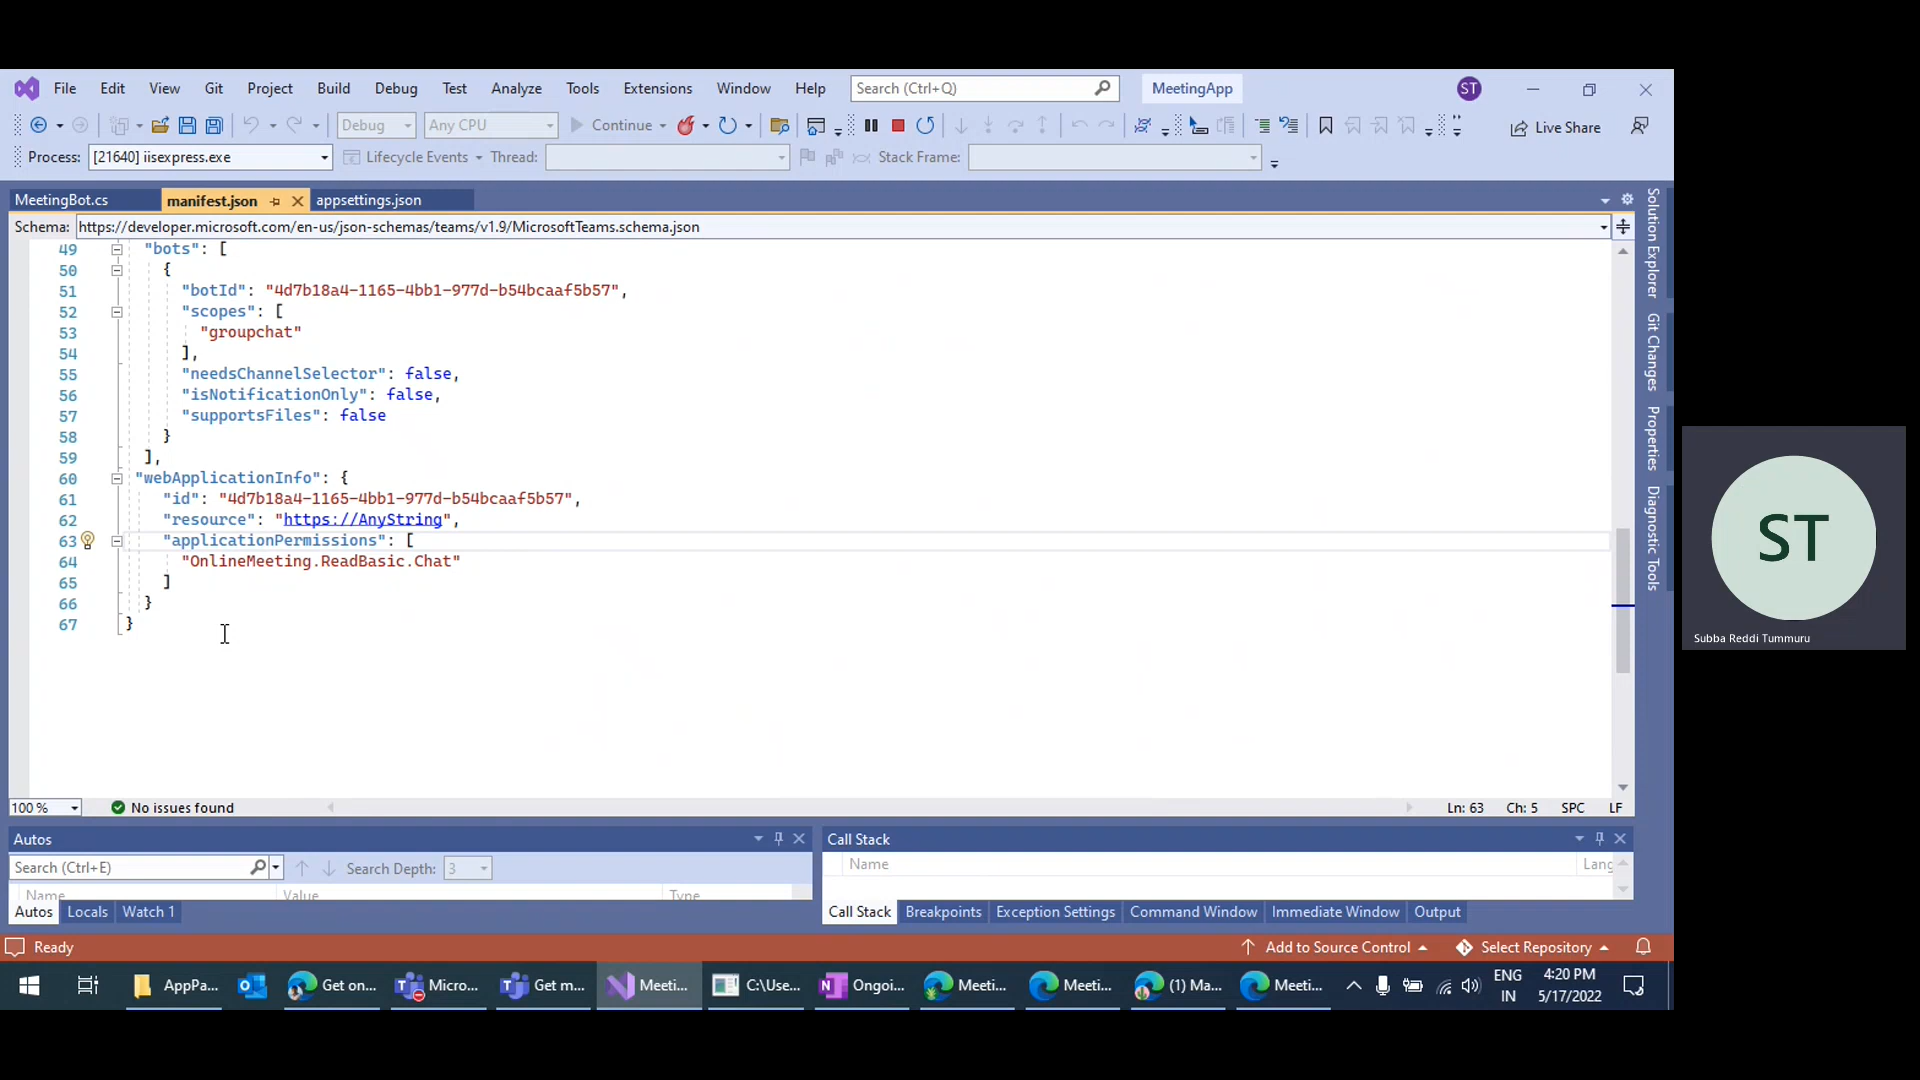 File Edit View Git Project Build Debug Test Analyze Tools Extensions Window Help Search (Ctrl+Q) MeetingApp ST
Debug Any CPU Continue Live Share
Process: [21640] iisexpress.exe Lifecycle Events Thread: Stack Frame:
MeetingBot.cs manifest.json appsettings.json
Schema: https://developer.microsoft.com/en-us/json-schemas/teams/v1.9/MicrosoftTeams.schema.json
49 "bots": [
50 {
51 "botId": "4d7b18a4-1165-4bb1-977d-b54bcaaf5b57",
52 "scopes": [
53 "groupchat"
54 ],
55 "needsChannelSelector": false,
56 "isNotificationOnly": false,
57 "supportsFiles": false
58 }
59 ],
60 "webApplicationInfo": {
61 "id": "4d7b18a4-1165-4bb1-977d-b54bcaaf5b57",
62 "resource": "https://AnyString",
63 "applicationPermissions": [
64 "OnlineMeeting.ReadBasic.Chat"
65 ]
66 }
67 }
Solution Explorer
Git Changes
Properties
Diagnostic Tools
ST
Subba Reddi Tummuru
100 % No issues found Ln: 63 Ch: 5 SPC LF
Autos
Search (Ctrl+E) Search Depth: 3
Name Value Type
Autos Locals Watch 1
Call Stack
Name Lang
Call Stack Breakpoints Exception Settings Command Window Immediate Window Output
Ready Add to Source Control Select Repository
AppPa... Get on... Micro... Get m... Meeti... C:\Use... Ongoi... Meeti... Meeti... (1) Ma... Meeti... ENG IN 4:20 PM 5/17/2022